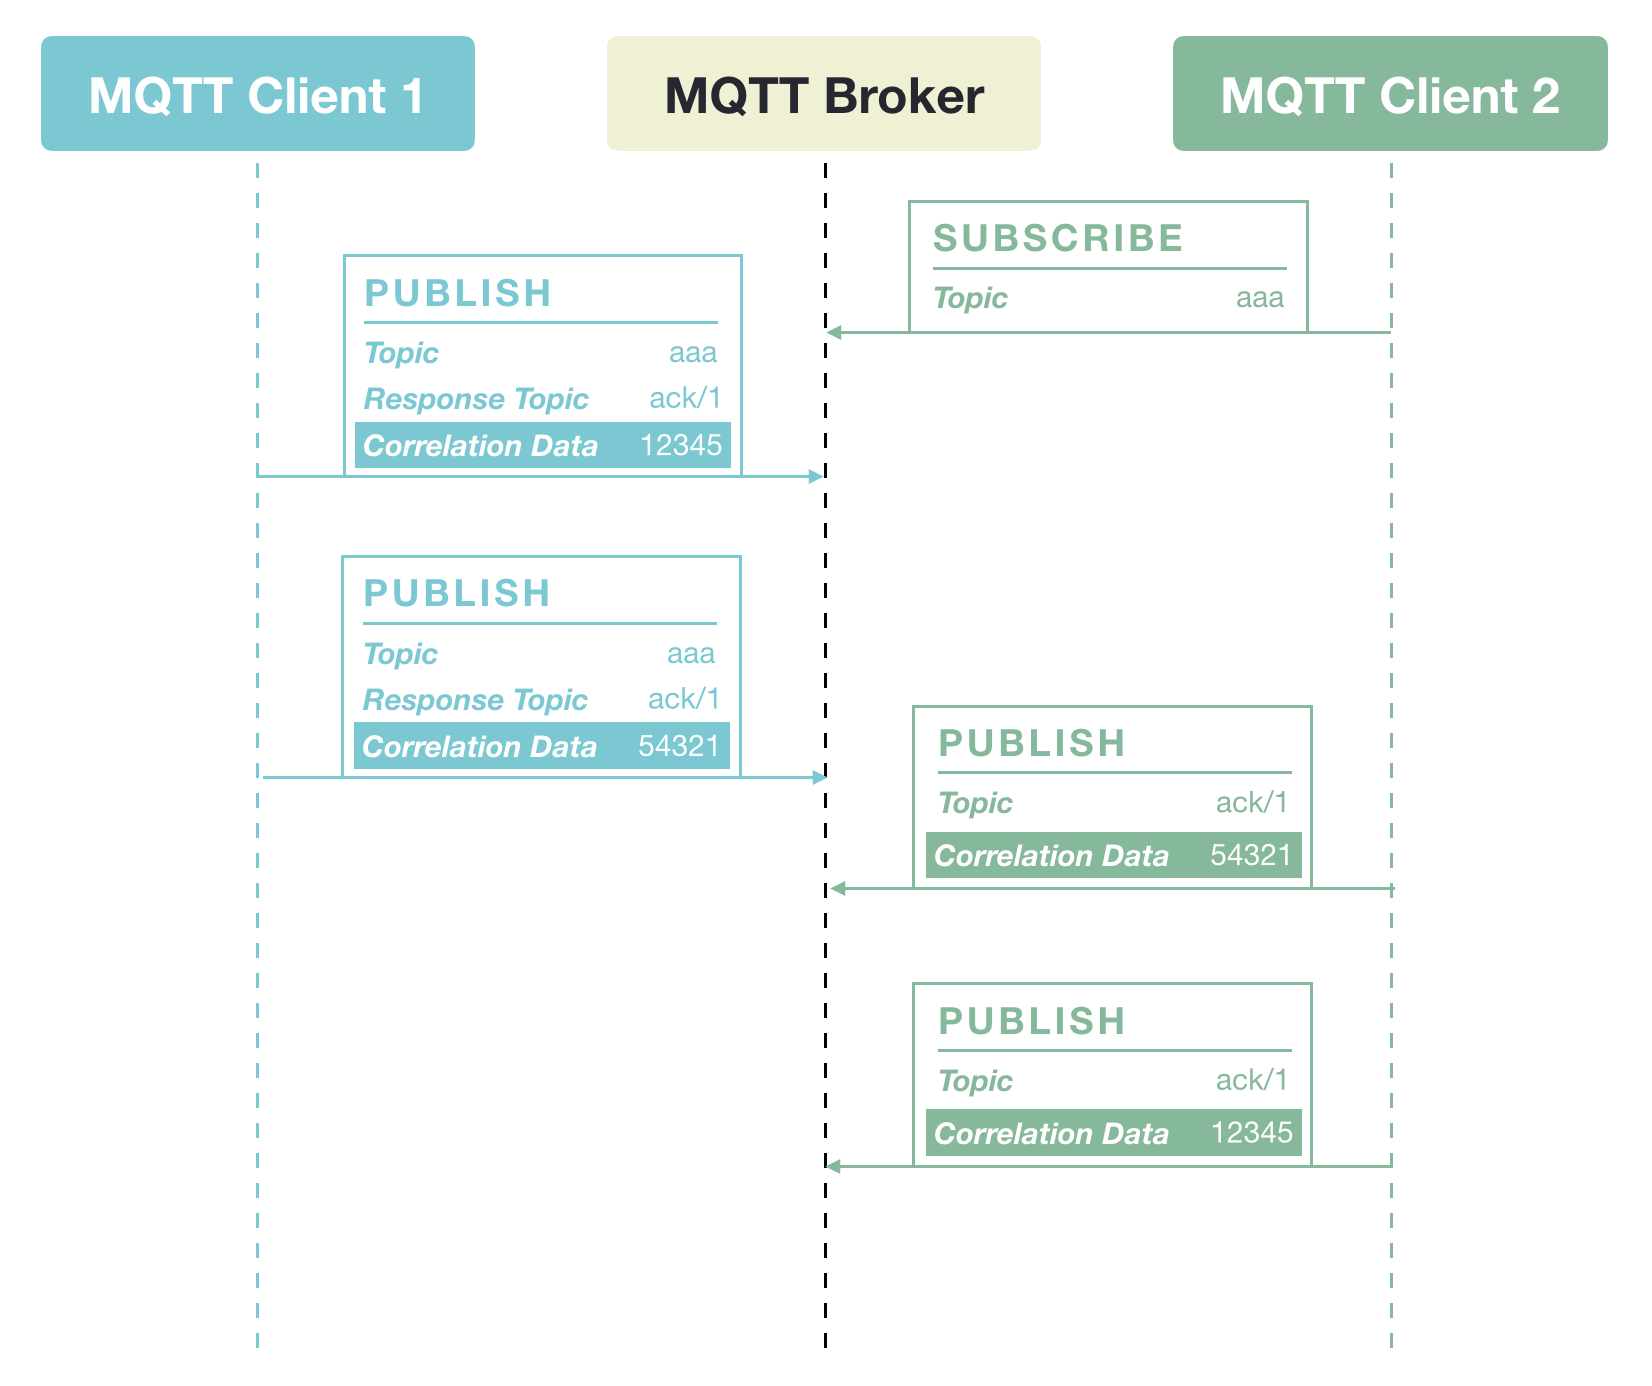 MQTT Client 1
MQTT Broker
MQTT Client 2
SUBSCRIBE
Topic aaa
PUBLISH
Topic aaa
Response Topic ack/1
Correlation Data 12345
PUBLISH
Topic aaa
Response Topic ack/1
Correlation Data 54321
PUBLISH
Topic ack/1
Correlation Data 54321
PUBLISH
Topic ack/1
Correlation Data 12345